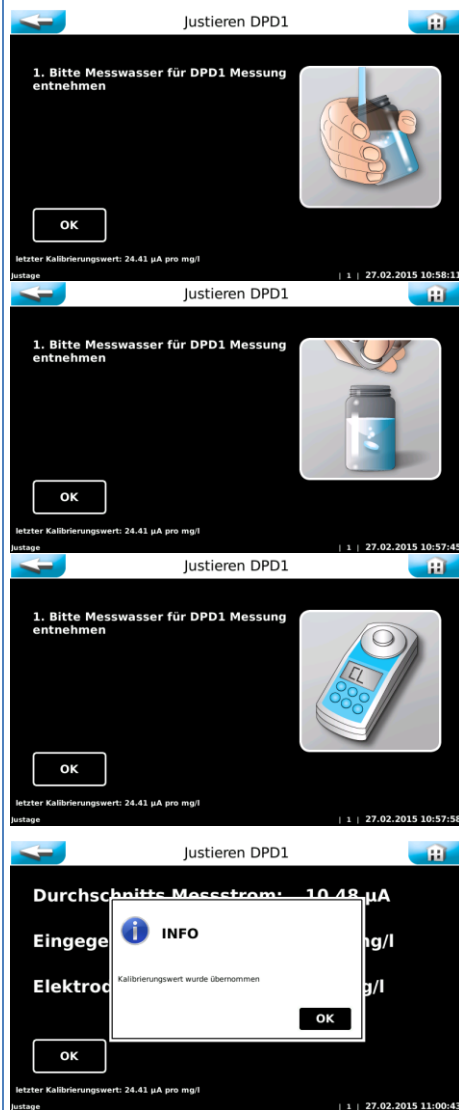 Justieren DPD1
1. Bitte Messwasser für DPD1 Messung
entnehmen
OK
letzter Kalibrierungswert: 24.41 µA pro mg/l
Justage | 1 | 27.02.2015 10:58:11
Justieren DPD1
1. Bitte Messwasser für DPD1 Messung
entnehmen
OK
letzter Kalibrierungswert: 24.41 µA pro mg/l
Justage | 1 | 27.02.2015 10:57:45
Justieren DPD1
1. Bitte Messwasser für DPD1 Messung
entnehmen
CL
OK
letzter Kalibrierungswert: 24.41 µA pro mg/l
Justage | 1 | 27.02.2015 10:57:58
Justieren DPD1
Durchschnitts Messstrom: 10.48 µA
INFO
Kalibrierungswert wurde übernommen
OK
OK
letzter Kalibrierungswert: 24.41 µA pro mg/l
Justage | 1 | 27.02.2015 11:00:43